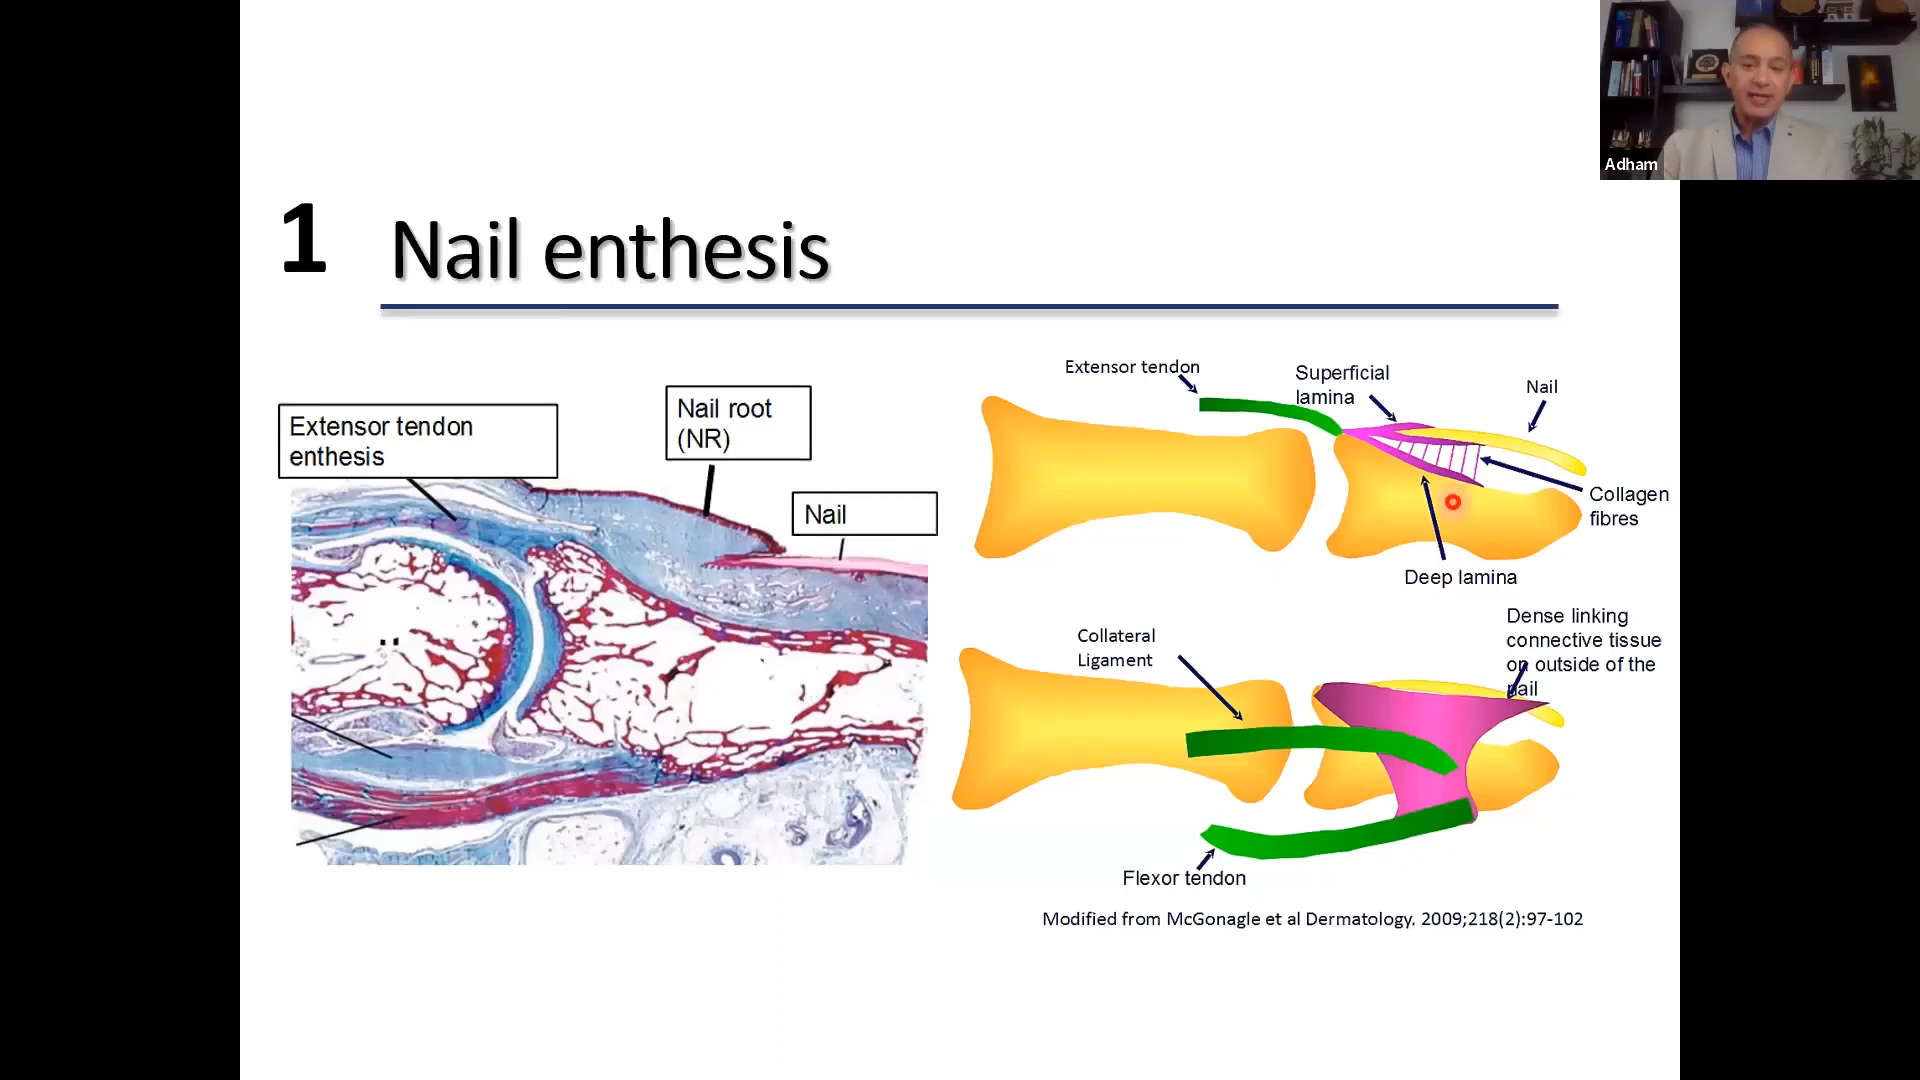 Adham
1 Nail enthesis
Extensor tendon
enthesis
Nail root
(NR)
Nail
Extensor tendon
Superficial
lamina
Nail
Collagen
fibres
Deep lamina
Collateral
Ligament
Dense linking
connective tissue
on outside of the
nail
Flexor tendon
Modified from McGonagle et al Dermatology. 2009;218(2):97-102